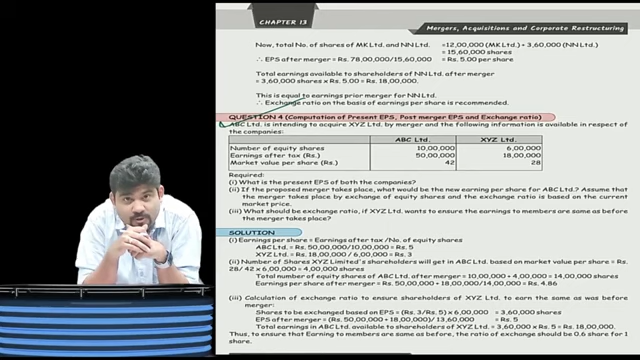 CHAPTER 13
Mergers, Acquisitions and Corporate Restructuring
Now, total No. of shares of MK Ltd. and NN Ltd. = 12,00,000 (MK Ltd.) + 3,60,000 (NN Ltd.)
= 15,60,000 shares
∴ EPS after merger = Rs. 78,00,000/15,60,000 = Rs. 5.00 per share
Total earnings available to shareholders of NN Ltd. after merger
= 3,60,000 shares x Rs. 5.00 = Rs. 18,00,000.
This is equal to earnings prior merger for NN Ltd.
∴ Exchange ratio on the basis of earnings per share is recommended.
QUESTION 4 (Computation of Present EPS, Post merger EPS and Exchange ratio)
ABC Ltd. is intending to acquire XYZ Ltd. by merger and the following information is available in respect of
the companies:
ABC Ltd. XYZ Ltd.
Number of equity shares 10,00,000 6,00,000
Earnings after tax (Rs.) 50,00,000 18,00,000
Market value per share (Rs.) 42 28
Required:
(i) What is the present EPS of both the companies?
(ii) If the proposed merger takes place, what would be the new earning per share for ABC Ltd.? Assume that
the merger takes place by exchange of equity shares and the exchange ratio is based on the current
market price.
(iii) What should be exchange ratio, if XYZ Ltd. wants to ensure the earnings to members are same as before
the merger takes place?
SOLUTION
(i) Earnings per share = Earnings after tax /No. of equity shares
ABC Ltd. = Rs. 50,00,000/10,00,000 = Rs. 5
XYZ Ltd. = Rs. 18,00,000 / 6,00,000 = Rs. 3
(ii) Number of Shares XYZ Limited's shareholders will get in ABC Ltd. based on market value per share = Rs.
28/ 42 x 6,00,000 = 4,00,000 shares
Total number of equity shares of ABC Ltd. after merger = 10,00,000 + 4,00,000 = 14,00,000 shares
Earnings per share after merger = Rs. 50,00,000 + 18,00,000/14,00,000 = Rs. 4.86
(iii) Calculation of exchange ratio to ensure shareholders of XYZ Ltd. to earn the same as was before
merger:
Shares to be exchanged based on EPS = (Rs. 3/Rs. 5) x 6,00,000 = 3,60,000 shares
EPS after merger = (Rs. 50,00,000 + 18,00,000) / 13,60,000 = Rs. 5
Total earnings in ABC Ltd. available to shareholders of XYZ Ltd. = 3,60,000 x Rs. 5 = Rs. 18,00,000.
Thus, to ensure that Earning to members are same as before, the ratio of exchange should be 0.6 share for 1
share.